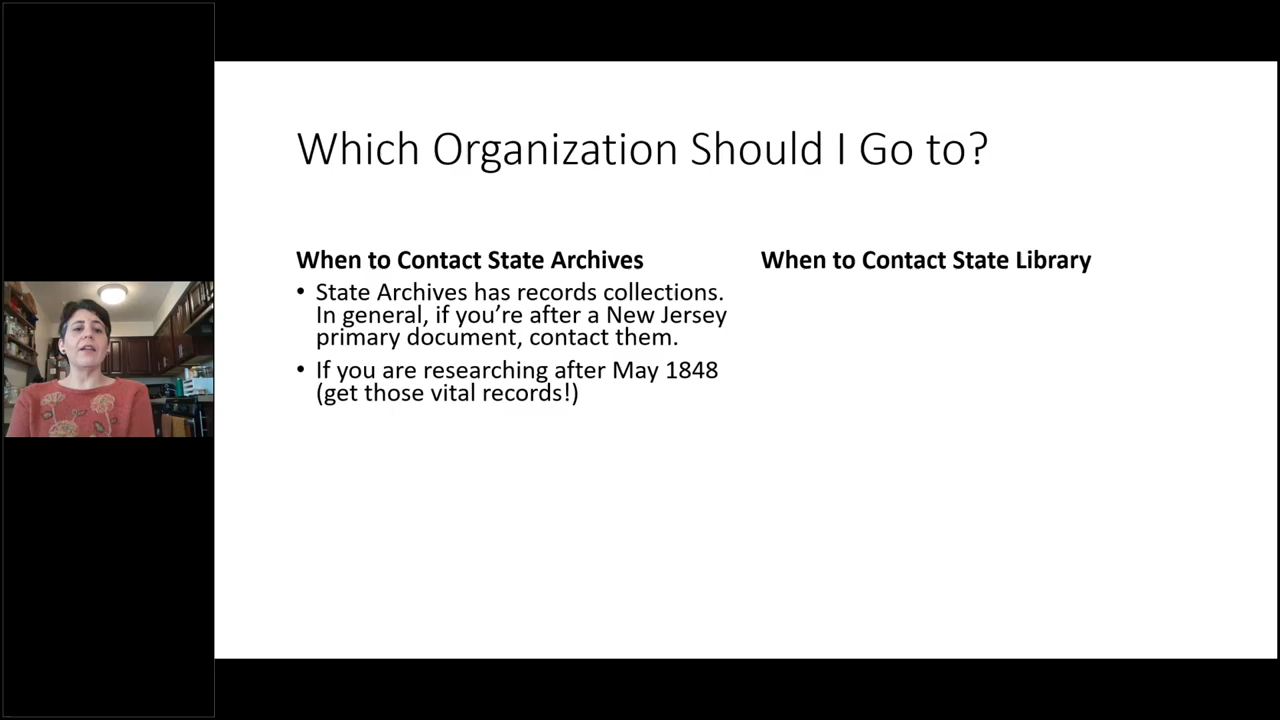 Which Organization Should I Go to?
When to Contact State Archives
• State Archives has records collections.
In general, if you’re after a New Jersey
primary document, contact them.
• If you are researching after May 1848
(get those vital records!)
When to Contact State Library